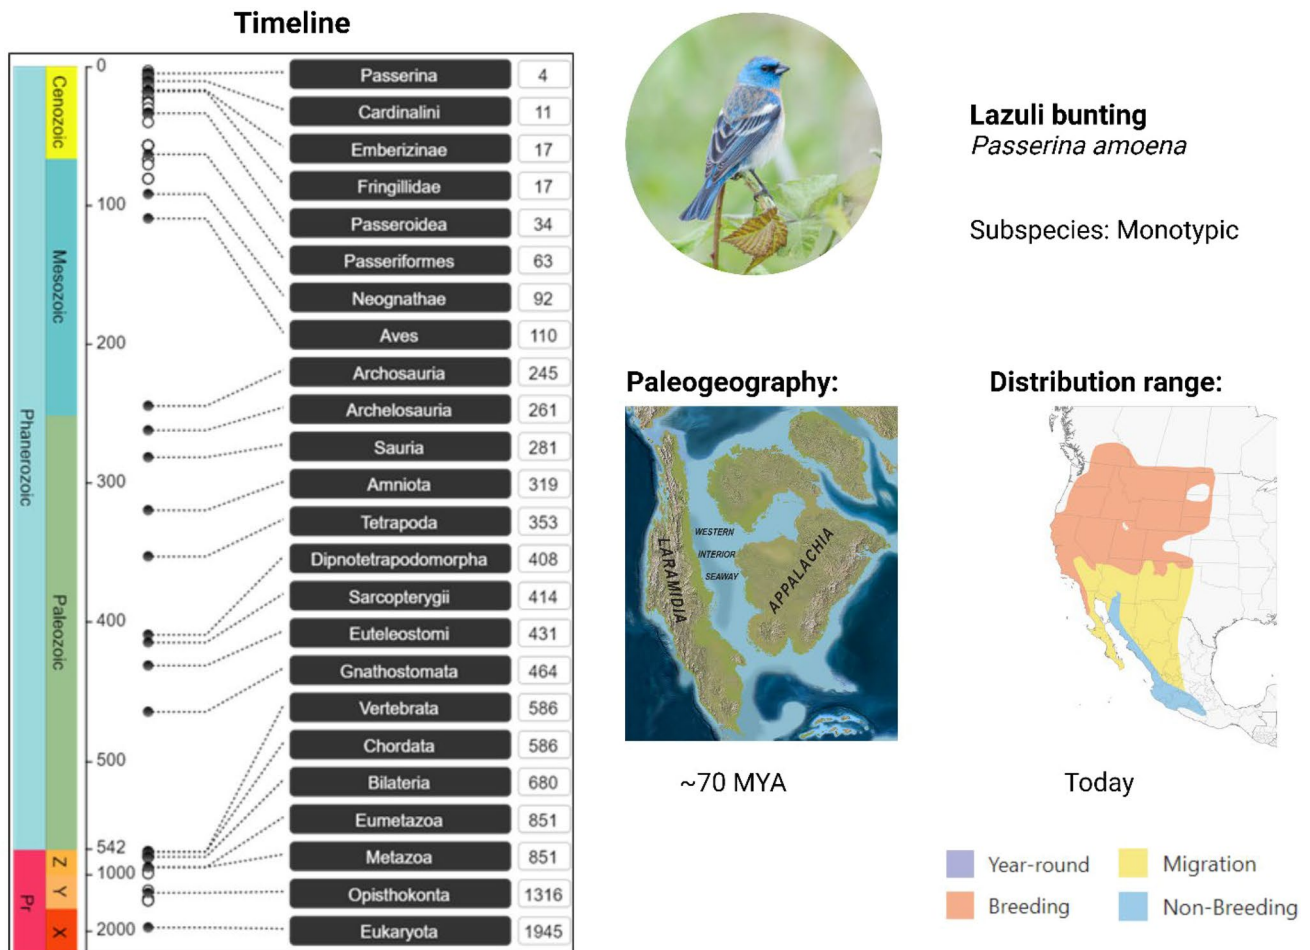 Timeline
0
100
200
300
400
500
542
1000
2000
Phanerozoic
Pr
Cenozoic
Mesozoic
Paleozoic
Z
Y
X
Passerina 4
Cardinalini 11
Emberizinae 17
Fringillidae 17
Passeroidea 34
Passeriformes 63
Neognathae 92
Aves 110
Archosauria 245
Archelosauria 261
Sauria 281
Amniota 319
Tetrapoda 353
Dipnotetrapodomorpha 408
Sarcopterygii 414
Euteleostomi 431
Gnathostomata 464
Vertebrata 586
Chordata 586
Bilateria 680
Eumetazoa 851
Metazoa 851
Opisthokonta 1316
Eukaryota 1945
Lazuli bunting
Passerina amoena
Subspecies: Monotypic
Paleogeography:
LARAMIDIA
WESTERN
INTERIOR
SEAWAY
APPALACHIA
~70 MYA
Distribution range:
Today
Year-round
Migration
Breeding
Non-Breeding